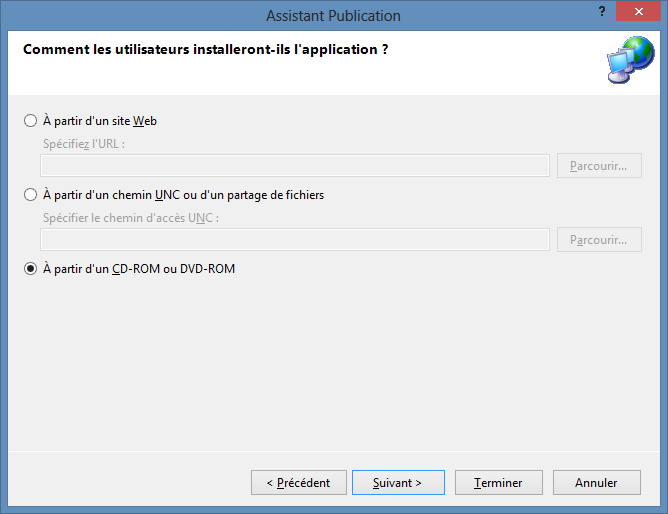 Assistant Publication
?
Comment les utilisateurs installeront-ils l'application ?
À partir d'un site Web
Spécifiez l'URL :
Parcourir...
À partir d'un chemin UNC ou d'un partage de fichiers
Spécifier le chemin d'accès UNC :
Parcourir...
À partir d'un CD-ROM ou DVD-ROM
< Précédent
Suivant >
Terminer
Annuler